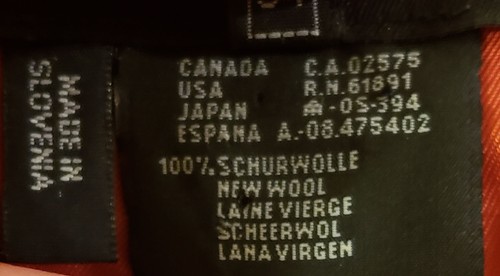 MADE IN
SLOVENIA
CANADA C.A.02575
USA R.N.61891
JAPAN -OS-394
ESPANA A.-08.475402
100% SCHURWOLLE
NEW WOOL
LAINE VIERGE
SCHEERWOL
LANA VIRGEN